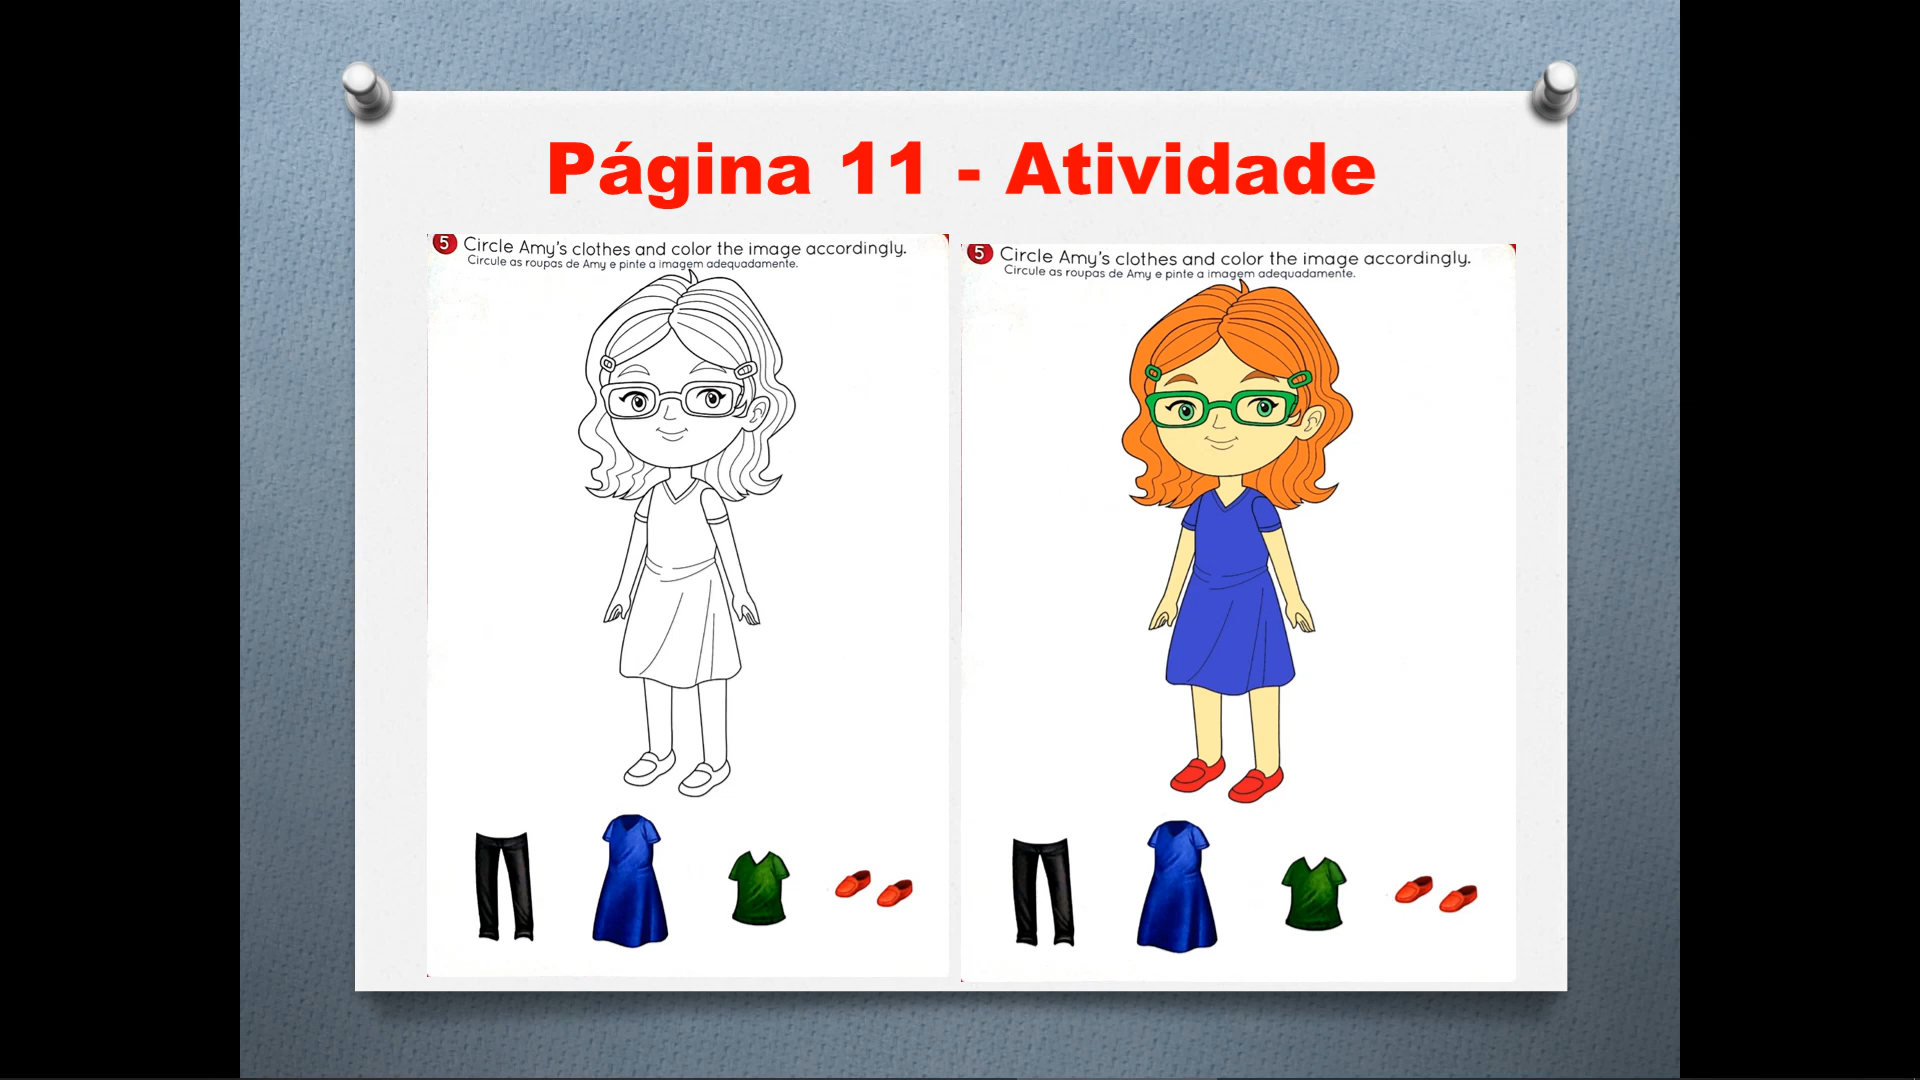 Página 11 - Atividade
5 Circle Amy's clothes and color the image accordingly.
Circule as roupas de Amy e pinte a imagem adequadamente.
5 Circle Amy's clothes and color the image accordingly.
Circule as roupas de Amy e pinte a imagem adequadamente.